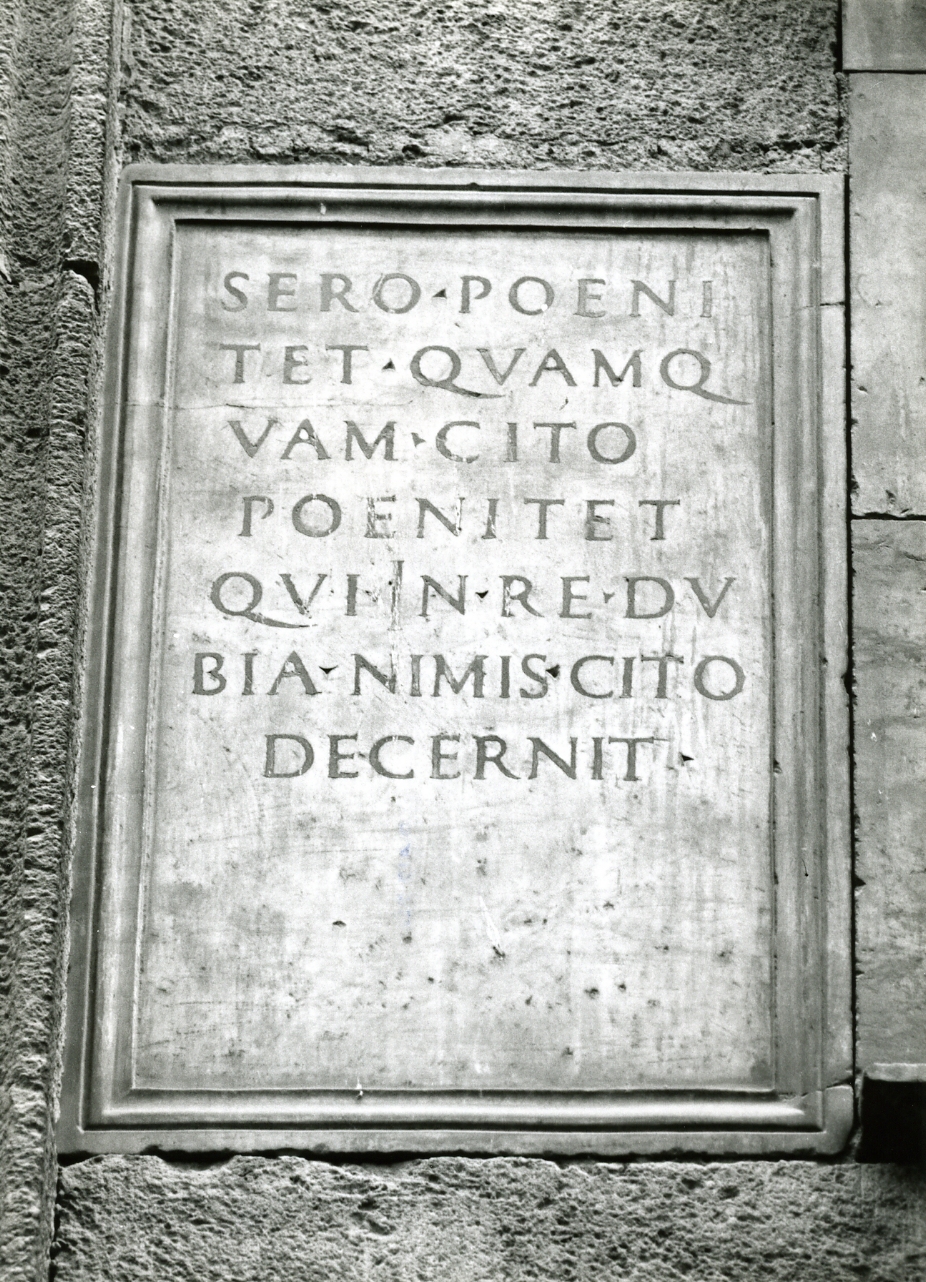 SERO·POENI
TET·QVAMQ
VAM·CITO
POENITET
QVI·IN·RE·DV
BIA·NIMIS·CITO
DECERNIT·